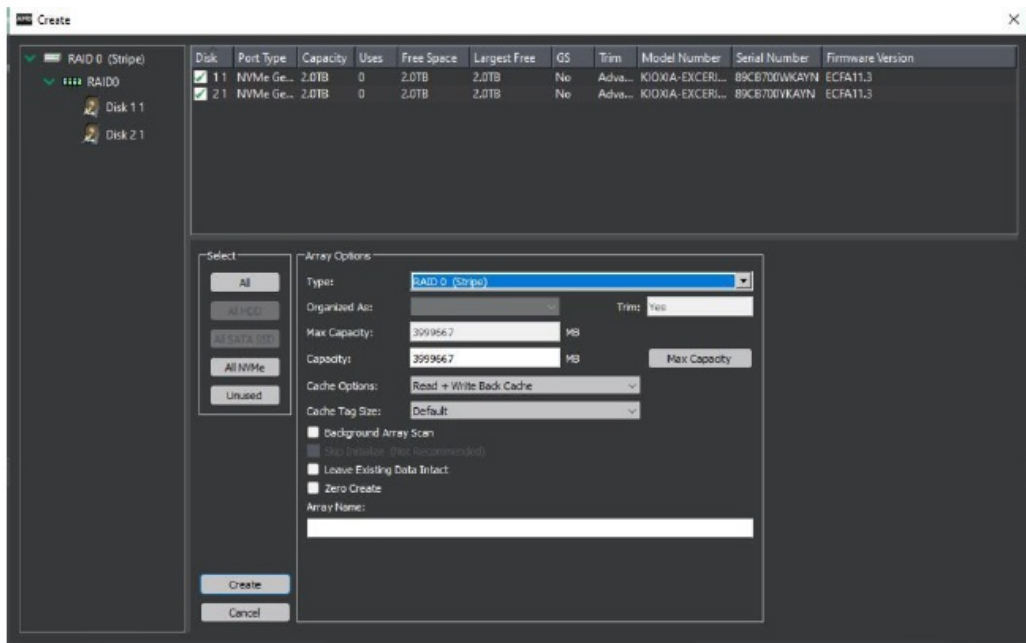 AMD Create
RAID 0 (Stripe)
RAID0
Disk 1 1
Disk 2 1
Disk Port Type Capacity Uses Free Space Largest Free GS Trim Model Number Serial Number Firmware Version
1 1 NVMe Ge... 2.0TB 0 2.0TB 2.0TB No Adva... KIOXIA-EXCERI... 89CB700WKAYN ECFA11.3
2 1 NVMe Ge... 2.0TB 0 2.0TB 2.0TB No Adva... KIOXIA-EXCERI... 89CB700VKAYN ECFA11.3
Select
All
All HDD
All SATA SSD
All NVMe
Unused
Array Options
Type: RAID 0 (Stripe)
Organized As: Trim: Yes
Max Capacity: 3999667 MB
Capacity: 3999667 MB Max Capacity
Cache Options: Read + Write Back Cache
Cache Tag Size: Default
Background Array Scan
Skip Initialize (Not Recommended)
Leave Existing Data Intact
Zero Create
Array Name:
Create
Cancel